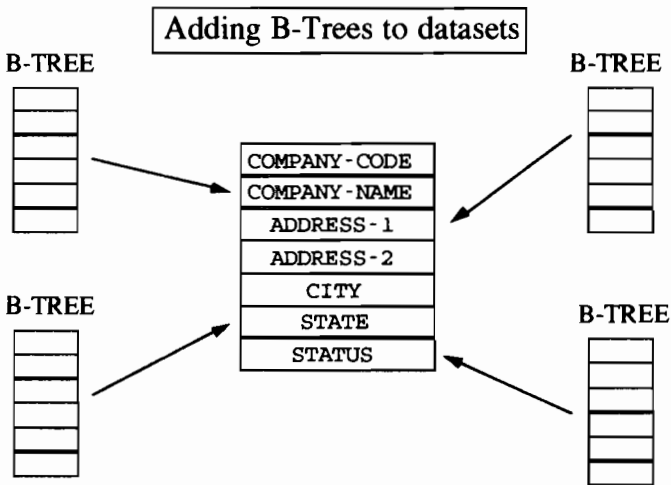 Adding B-Trees to datasets
B-TREE
B-TREE
COMPANY-CODE
COMPANY-NAME
ADDRESS-1
ADDRESS-2
CITY
STATE
STATUS
B-TREE
B-TREE